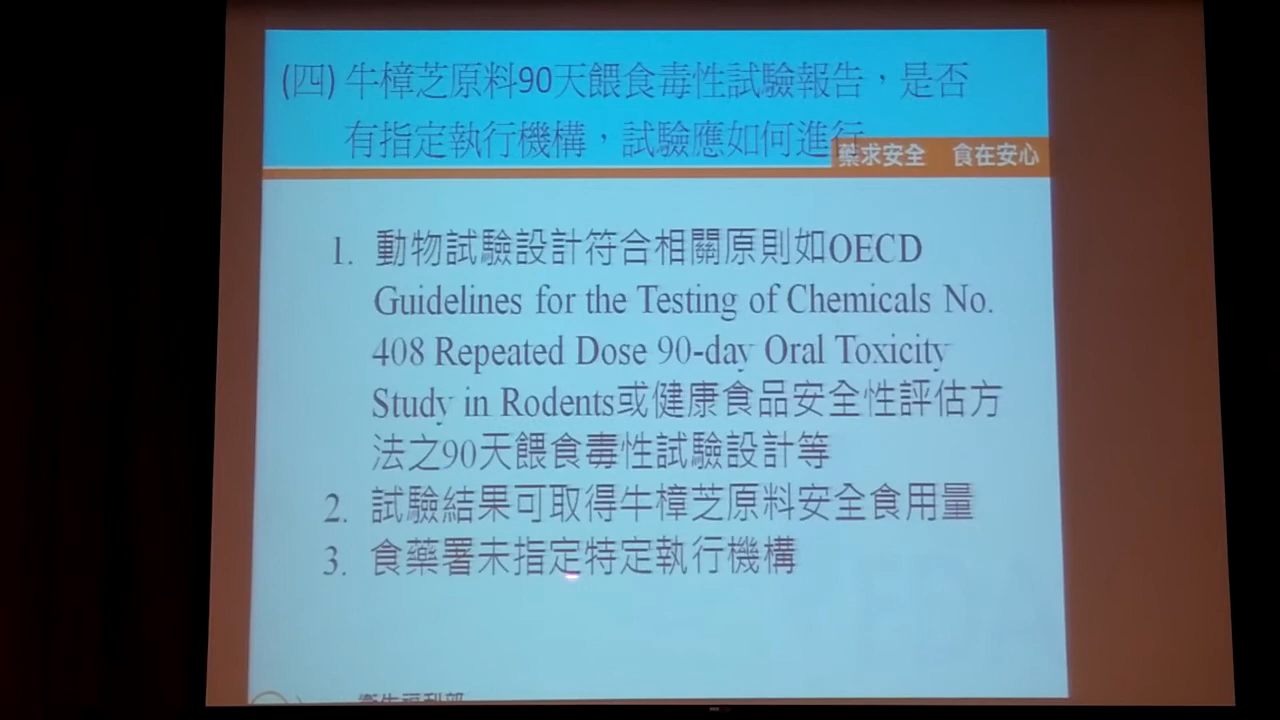 (四) 牛樟芝原料90天餵食毒性試驗報告，是否
有指定執行機構，試驗應如何進行
藥求安全 食在安心
1. 動物試驗設計符合相關原則如OECD
Guidelines for the Testing of Chemicals No.
408 Repeated Dose 90-day Oral Toxicity
Study in Rodents或健康食品安全性評估方
法之90天餵食毒性試驗設計等
2. 試驗結果可取得牛樟芝原料安全食用量
3. 食藥署未指定特定執行機構
衛生福利部